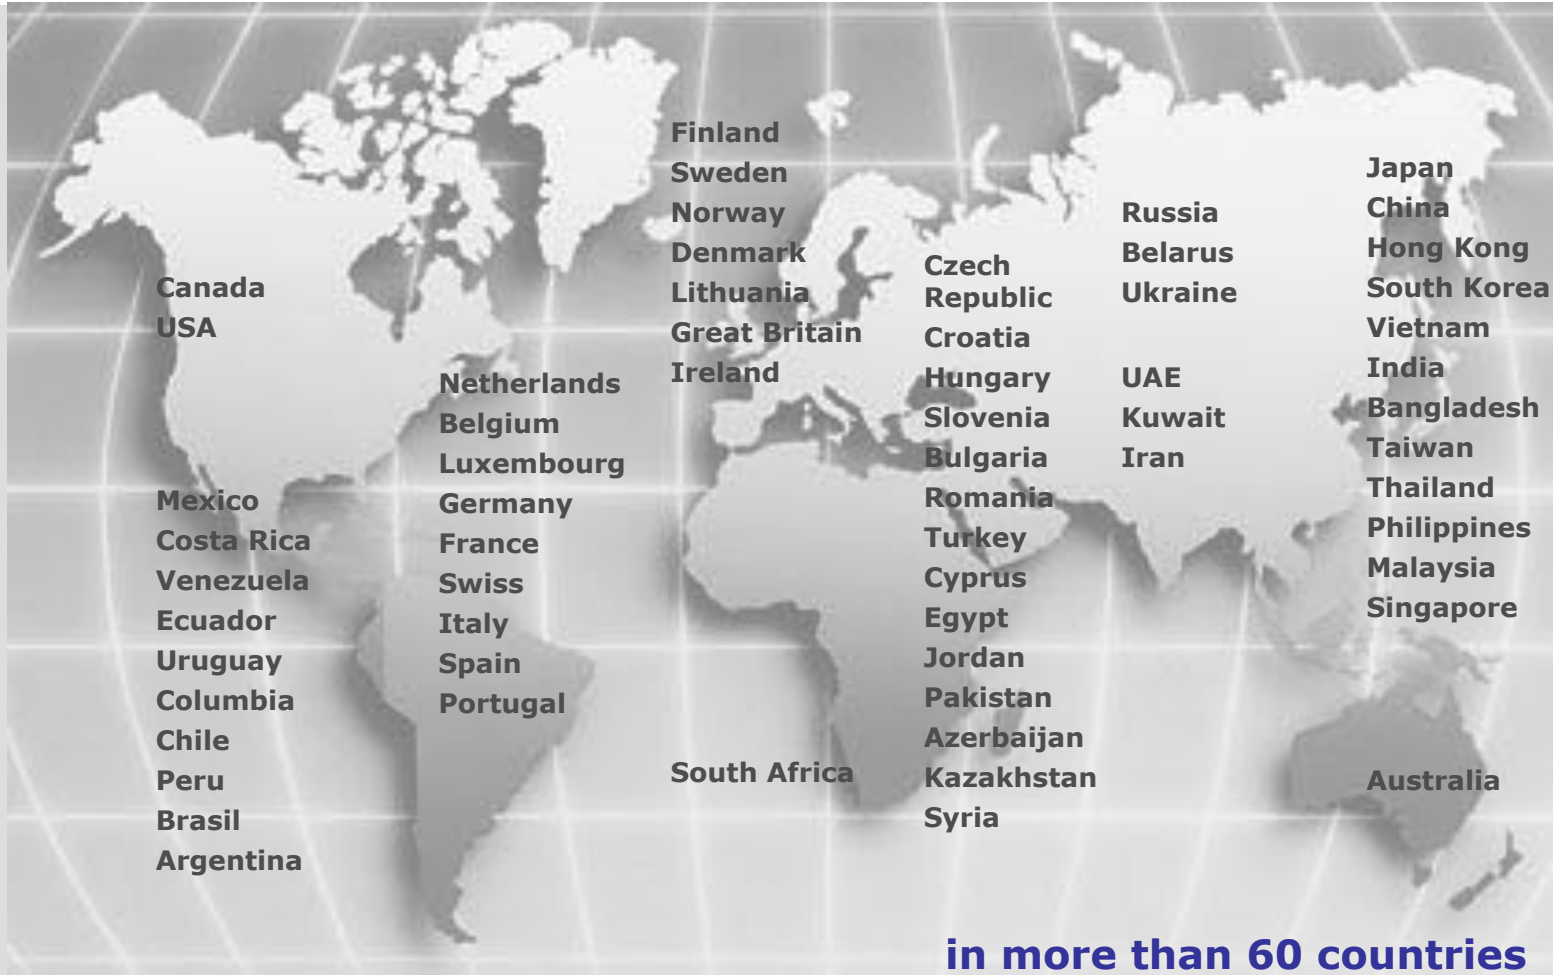 Canada
USA
Mexico
Costa Rica
Venezuela
Ecuador
Uruguay
Columbia
Chile
Peru
Brasil
Argentina
Netherlands
Belgium
Luxembourg
Germany
France
Swiss
Italy
Spain
Portugal
Finland
Sweden
Norway
Denmark
Lithuania
Great Britain
Ireland
South Africa
Czech
Republic
Croatia
Hungary
Slovenia
Bulgaria
Romania
Turkey
Cyprus
Egypt
Jordan
Pakistan
Azerbaijan
Kazakhstan
Syria
Russia
Belarus
Ukraine
UAE
Kuwait
Iran
Japan
China
Hong Kong
South Korea
Vietnam
India
Bangladesh
Taiwan
Thailand
Philippines
Malaysia
Singapore
Australia
in more than 60 countries